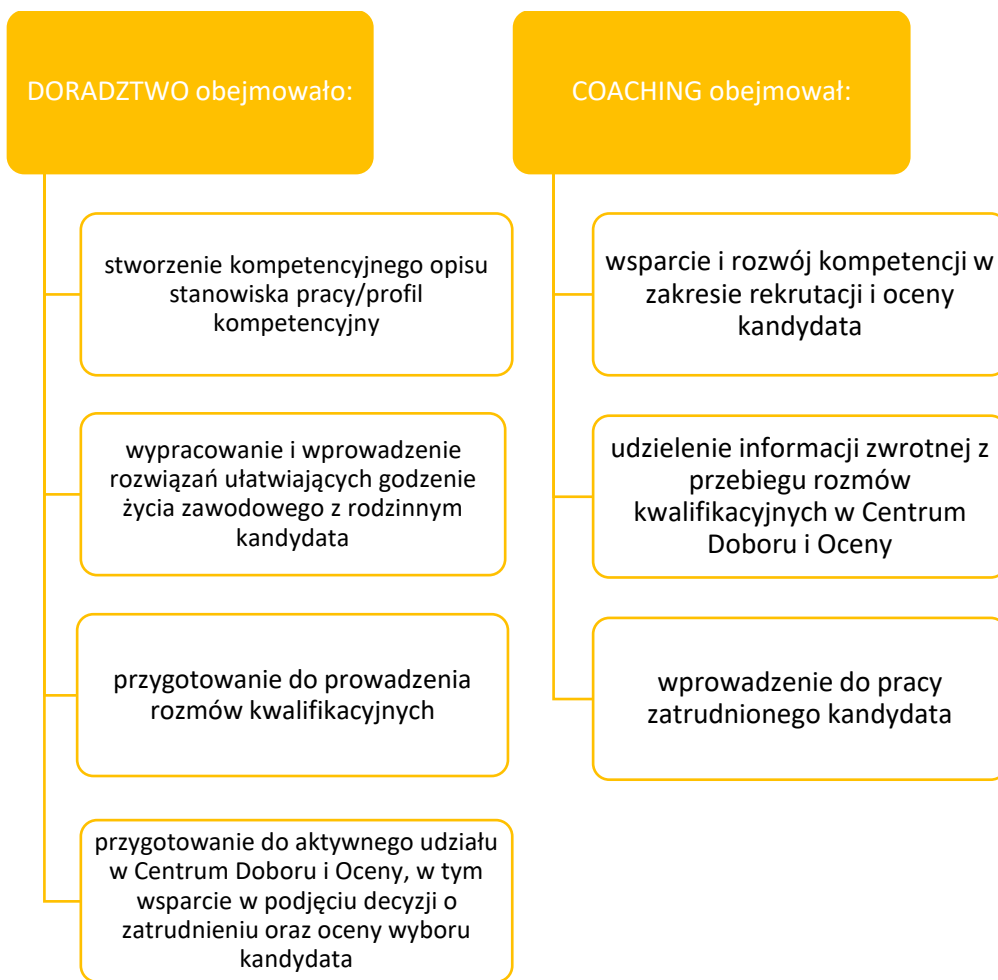 DORADZTWO obejmowało:
stworzenie kompetencyjnego opisu
stanowiska pracy/profil
kompetencyjny
wypracowanie i wprowadzenie
rozwiązań ułatwiających godzenie
życia zawodowego z rodzinnym
kandydata
przygotowanie do prowadzenia
rozmów kwalifikacyjnych
przygotowanie do aktywnego udziału
w Centrum Doboru i Oceny, w tym
wsparcie w podjęciu decyzji o
zatrudnieniu oraz oceny wyboru
kandydata
COACHING obejmował:
wsparcie i rozwój kompetencji w
zakresie rekrutacji i oceny
kandydata
udzielenie informacji zwrotnej z
przebiegu rozmów
kwalifikacyjnych w Centrum
Doboru i Oceny
wprowadzenie do pracy
zatrudnionego kandydata